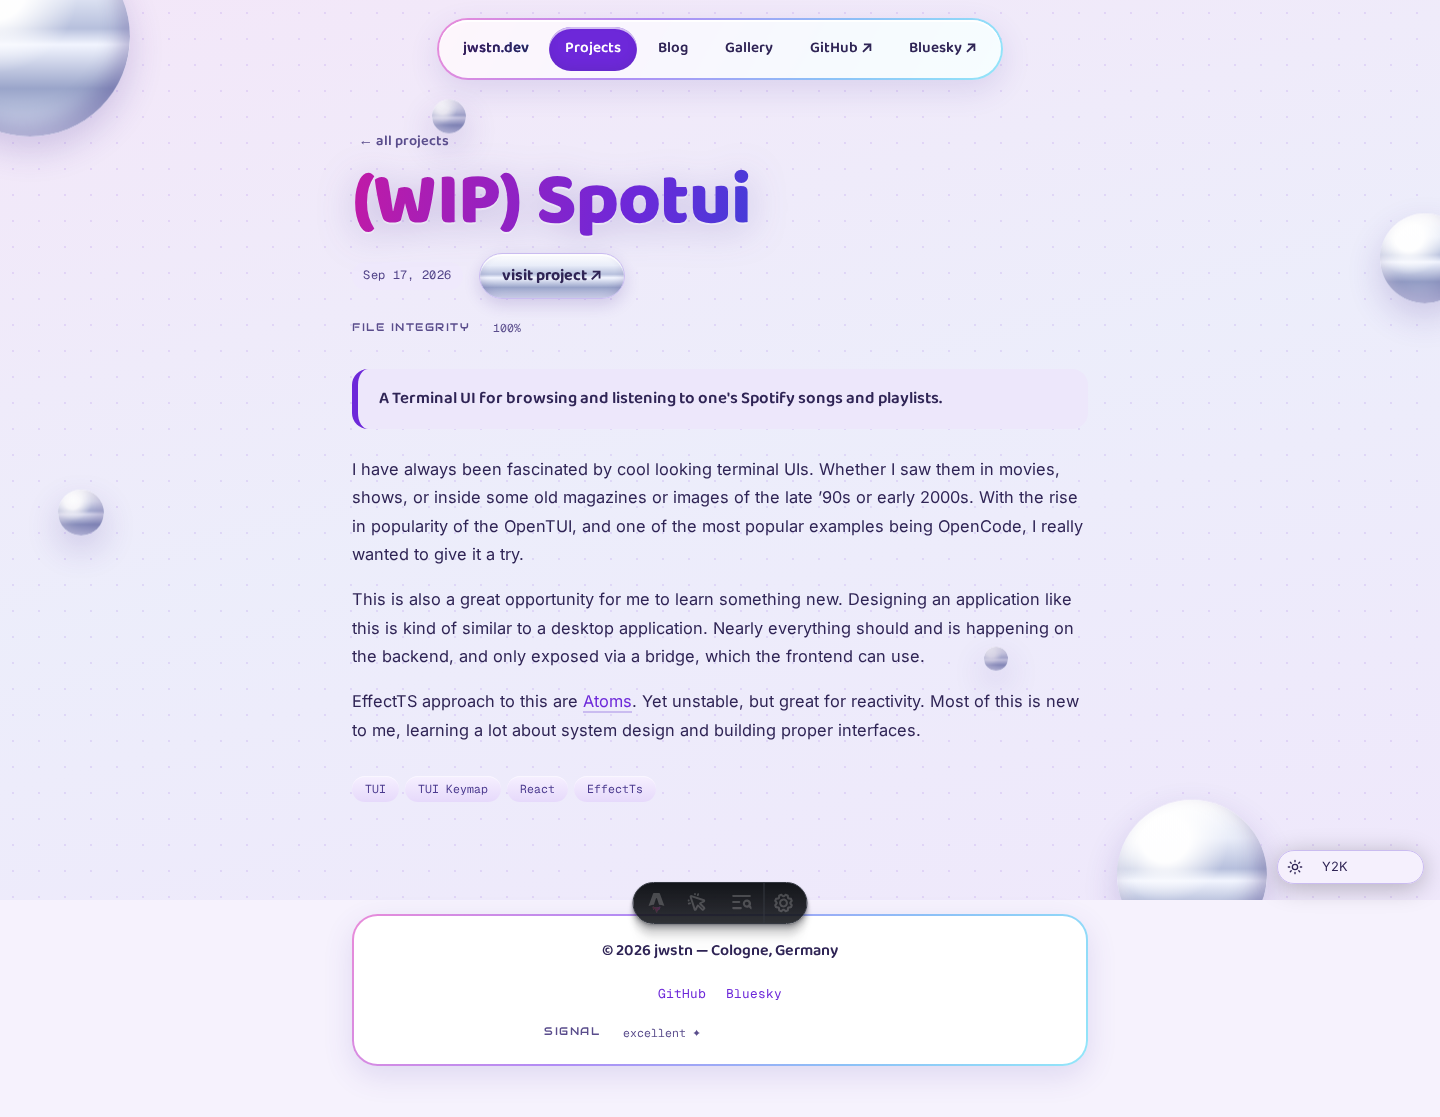 jwstn.dev Projects Blog Gallery GitHub ↗ Bluesky ↗
← all projects
(WIP) Spotui
Sep 17, 2026 visit project ↗
FILE INTEGRITY 100%
A Terminal UI for browsing and listening to one's Spotify songs and playlists.
I have always been fascinated by cool looking terminal UIs. Whether I saw them in movies,
shows, or inside some old magazines or images of the late ’90s or early 2000s. With the rise
in popularity of the OpenTUI, and one of the most popular examples being OpenCode, I really
wanted to give it a try.
This is also a great opportunity for me to learn something new. Designing an application like
this is kind of similar to a desktop application. Nearly everything should and is happening on
the backend, and only exposed via a bridge, which the frontend can use.
EffectTS approach to this are Atoms. Yet unstable, but great for reactivity. Most of this is new
to me, learning a lot about system design and building proper interfaces.
TUI TUI Keymap React EffectTs
Y2K
© 2026 jwstn — Cologne, Germany
GitHub Bluesky
SIGNAL excellent ✦